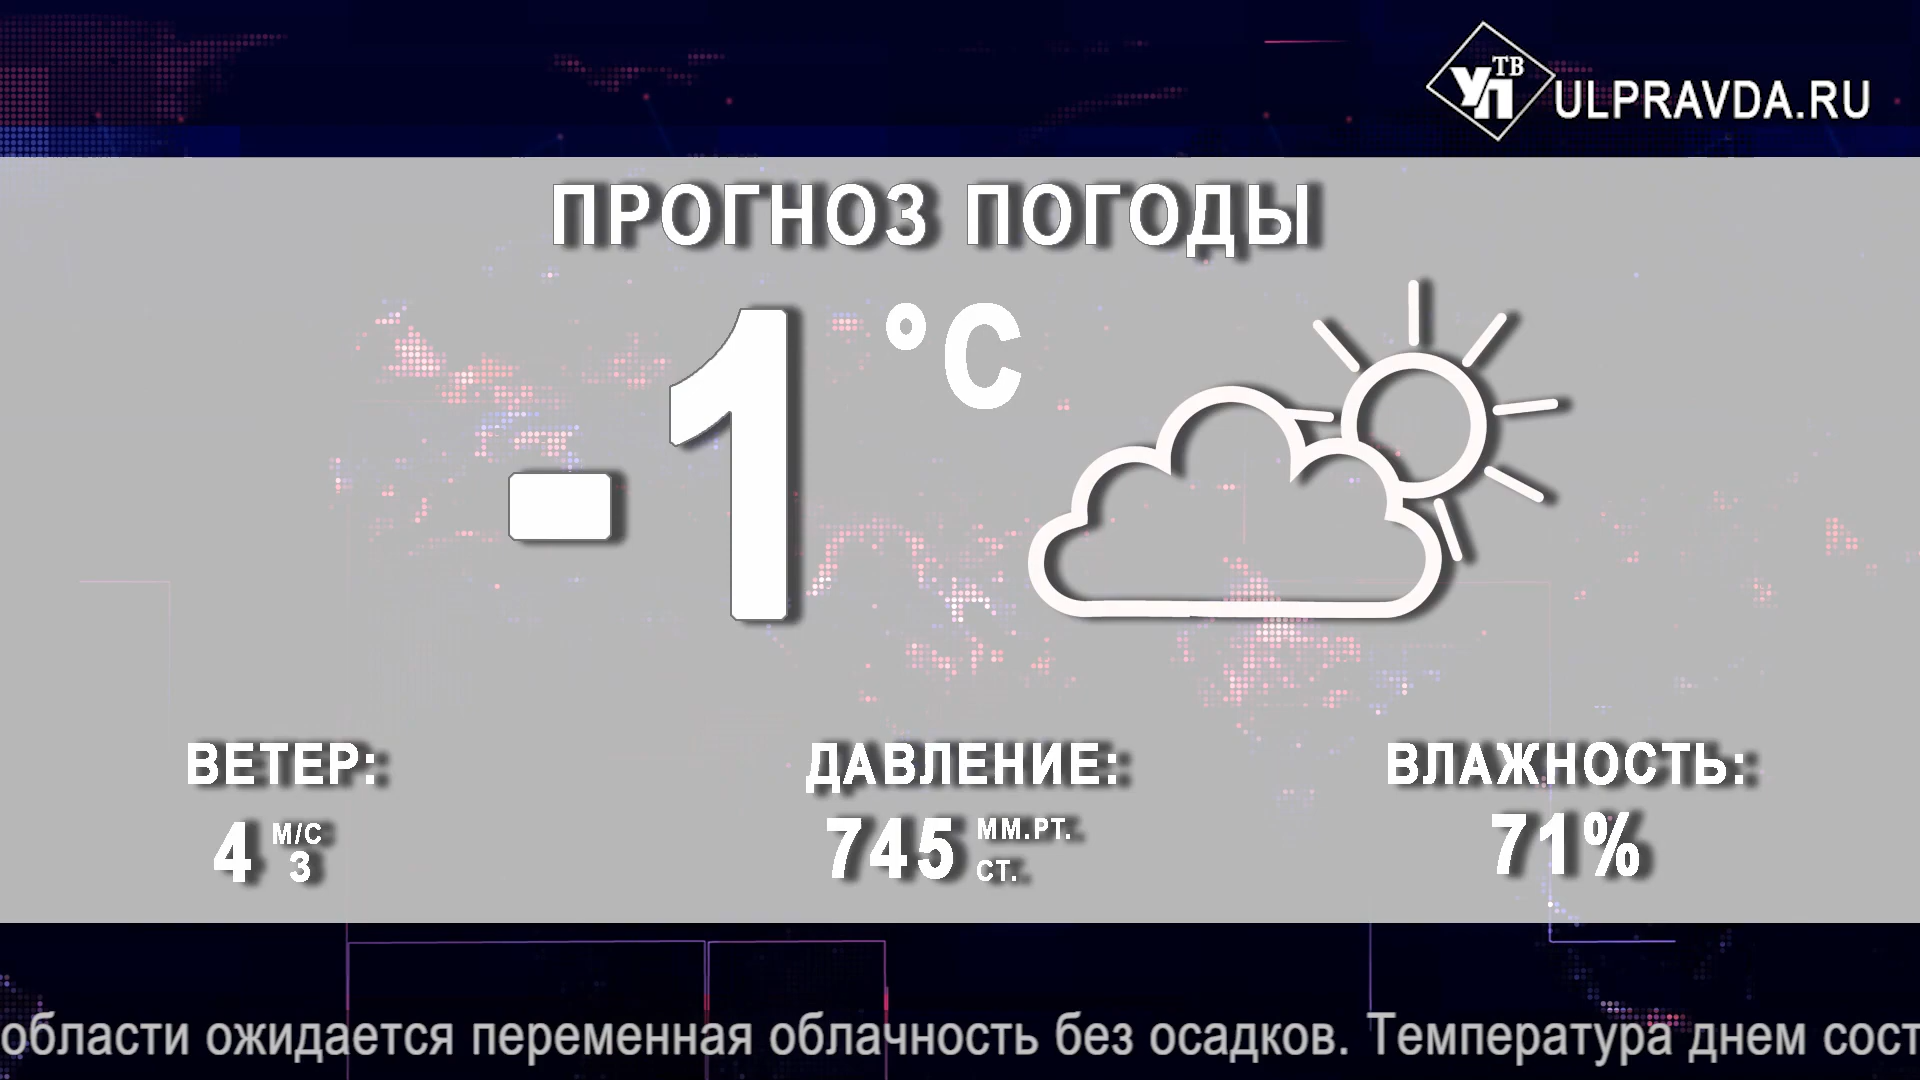 ТВ
УП
ULPRAVDA.RU
ПРОГНОЗ ПОГОДЫ
-1 °С
ВЕТЕР:
4 М/С
З
ДАВЛЕНИЕ:
745 ММ.РТ.
СТ.
ВЛАЖНОСТЬ:
71%
области ожидается переменная облачность без осадков. Температура днем сост